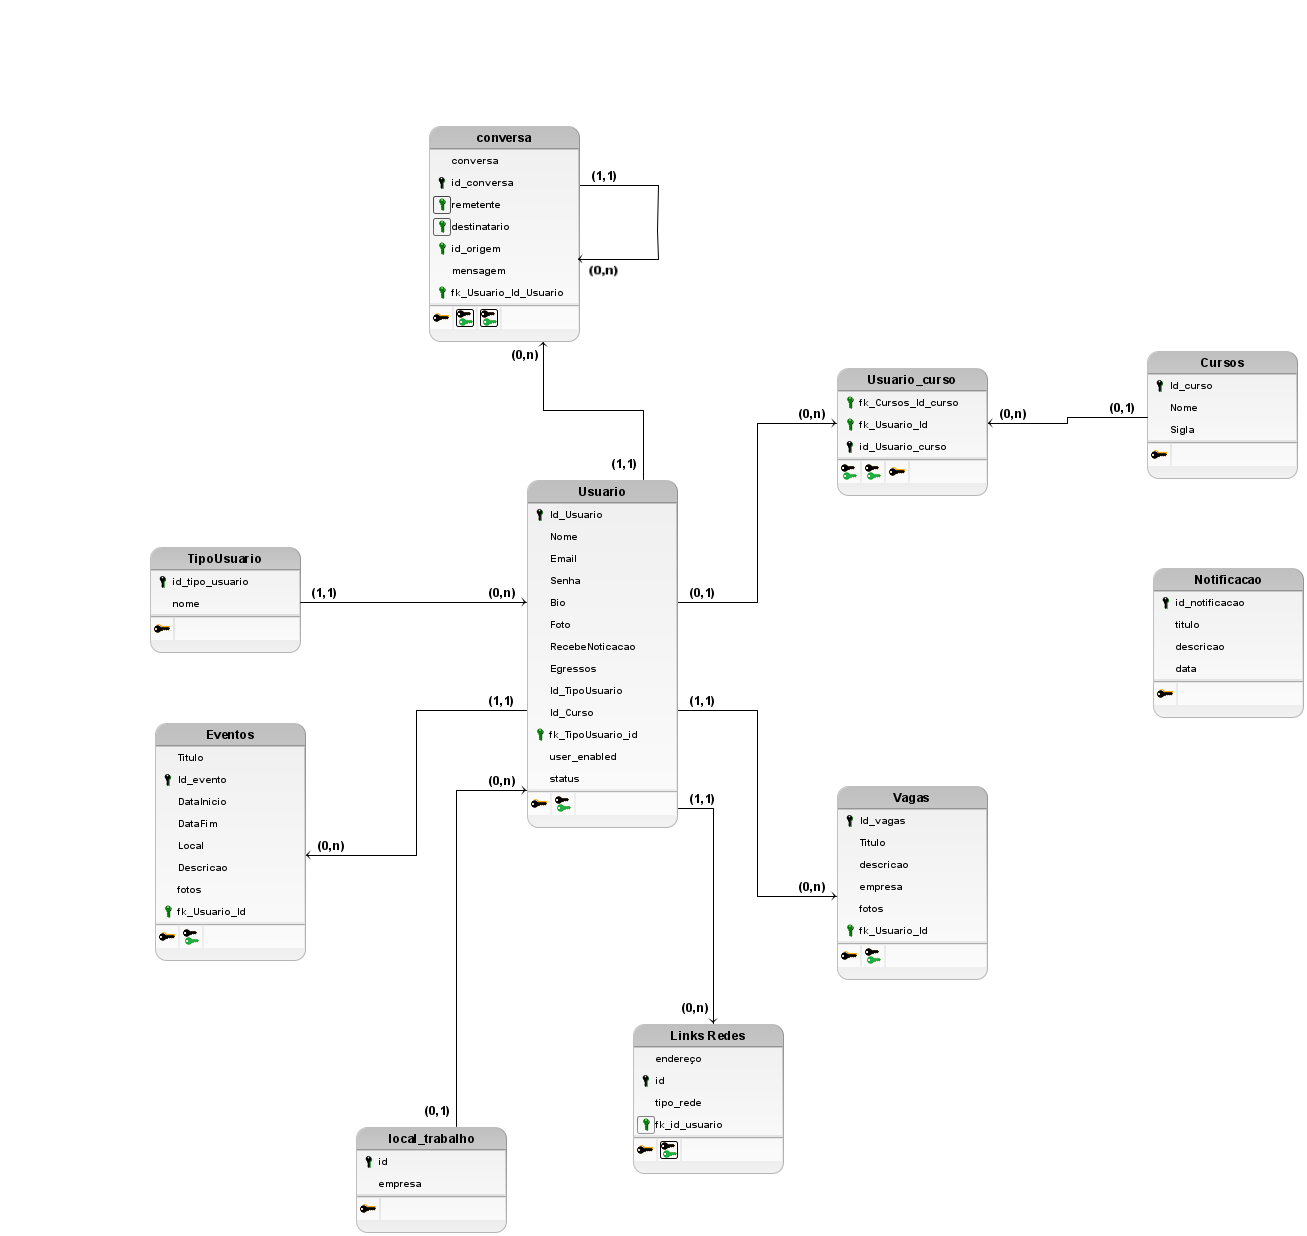 conversa
conversa
id_conversa
remetente
destinatario
id_origem
mensagem
fk_Usuario_Id_Usuario
(1,1)
(0,n)
(0,n)
(1,1)
Usuario_curso
fk_Cursos_Id_curso
fk_Usuario_Id
id_Usuario_curso
(0,n)
(0,n)
(0,1)
Cursos
Id_curso
Nome
Sigla
Usuario
Id_Usuario
Nome
Email
Senha
Bio
Foto
RecebeNoticacao
Egressos
Id_TipoUsuario
Id_Curso
fk_TipoUsuario_id
user_enabled
status
TipoUsuario
id_tipo_usuario
nome
(1,1)
(0,n)
(0,1)
Notificacao
id_notificacao
titulo
descricao
data
(1,1)
(1,1)
Eventos
Titulo
Id_evento
DataInicio
DataFim
Local
Descricao
fotos
fk_Usuario_Id
(0,n)
(0,n)
(1,1)
Vagas
Id_vagas
Titulo
descricao
empresa
fotos
fk_Usuario_Id
(0,n)
(0,n)
Links Redes
endereço
id
tipo_rede
fk_id_usuario
(0,1)
local_trabalho
id
empresa